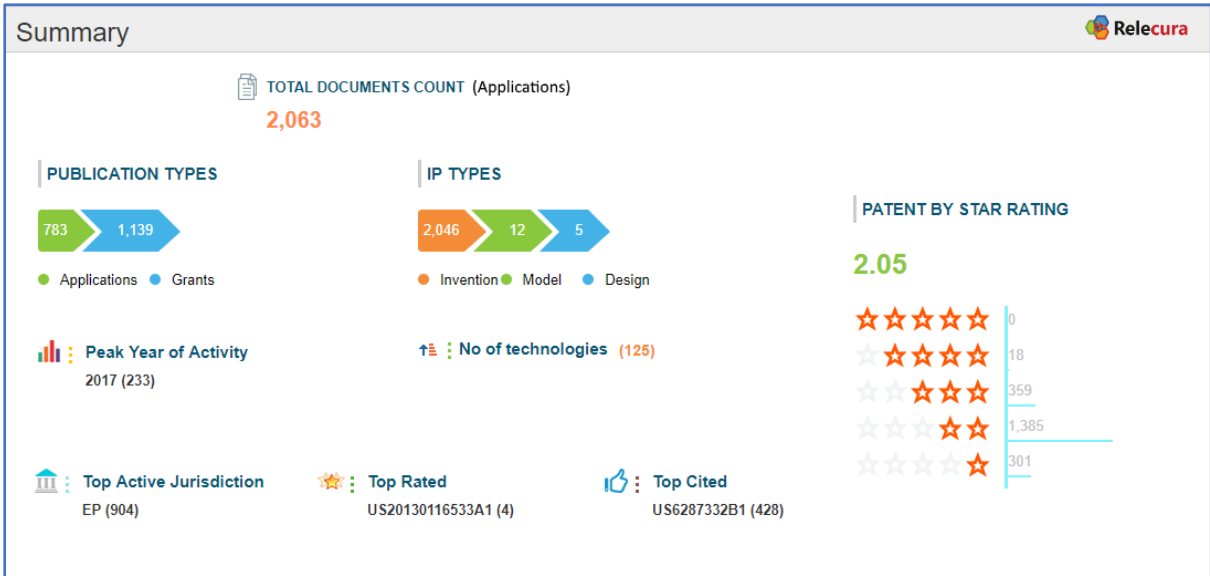 Summary
Relecura
TOTAL DOCUMENTS COUNT (Applications)
2,063
PUBLICATION TYPES
783
1,139
Applications
Grants
IP TYPES
2,046
12
5
Invention
Model
Design
PATENT BY STAR RATING
2.05
0
18
359
1,385
301
Peak Year of Activity
2017 (233)
No of technologies (125)
Top Active Jurisdiction
EP (904)
Top Rated
US20130116533A1 (4)
Top Cited
US6287332B1 (428)